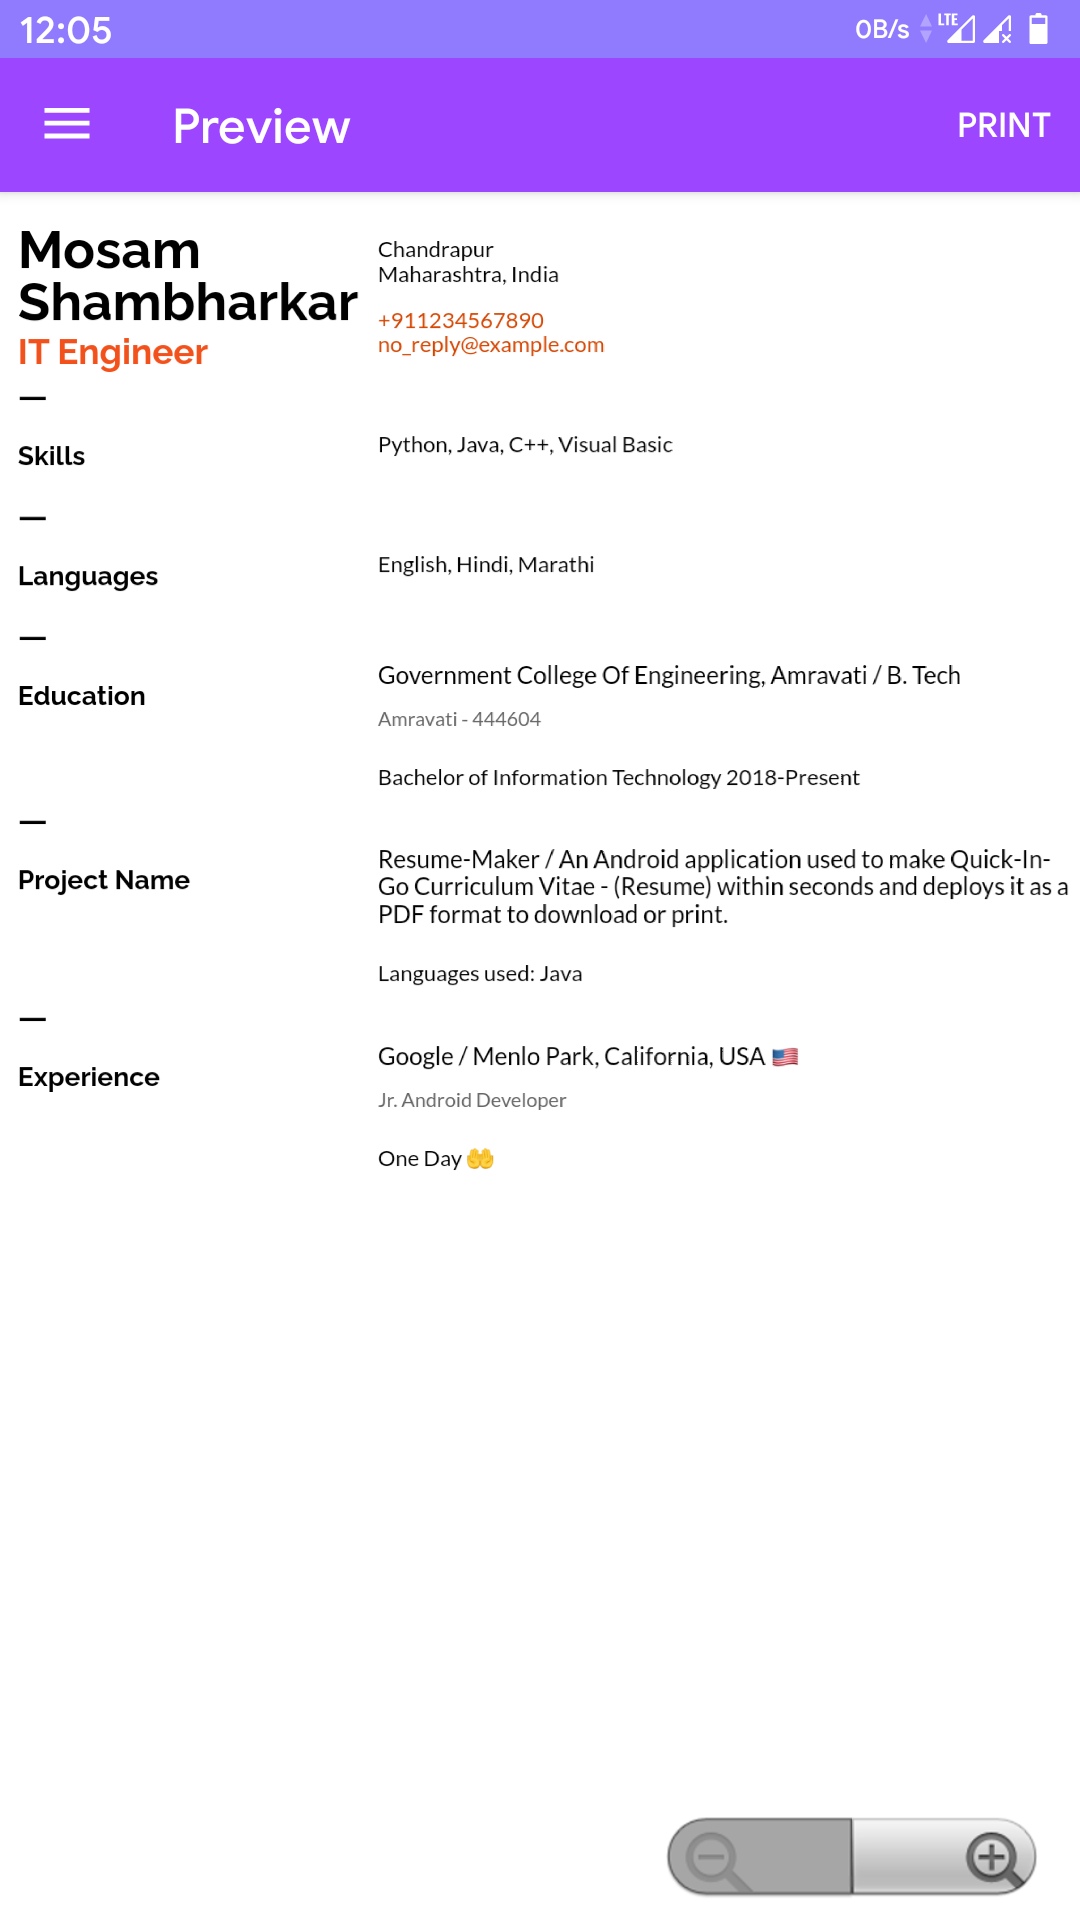 12:05
0B/s LTE
Preview
PRINT
Mosam
Shambharkar
IT Engineer
Chandrapur
Maharashtra, India
+911234567890
no_reply@example.com
—
Skills
Python, Java, C++, Visual Basic
—
Languages
English, Hindi, Marathi
—
Education
Government College Of Engineering, Amravati / B. Tech
Amravati - 444604
Bachelor of Information Technology 2018-Present
—
Project Name
Resume-Maker / An Android application used to make Quick-In-
Go Curriculum Vitae - (Resume) within seconds and deploys it as a
PDF format to download or print.
Languages used: Java
—
Experience
Google / Menlo Park, California, USA 🇺🇸
Jr. Android Developer
One Day 🤲